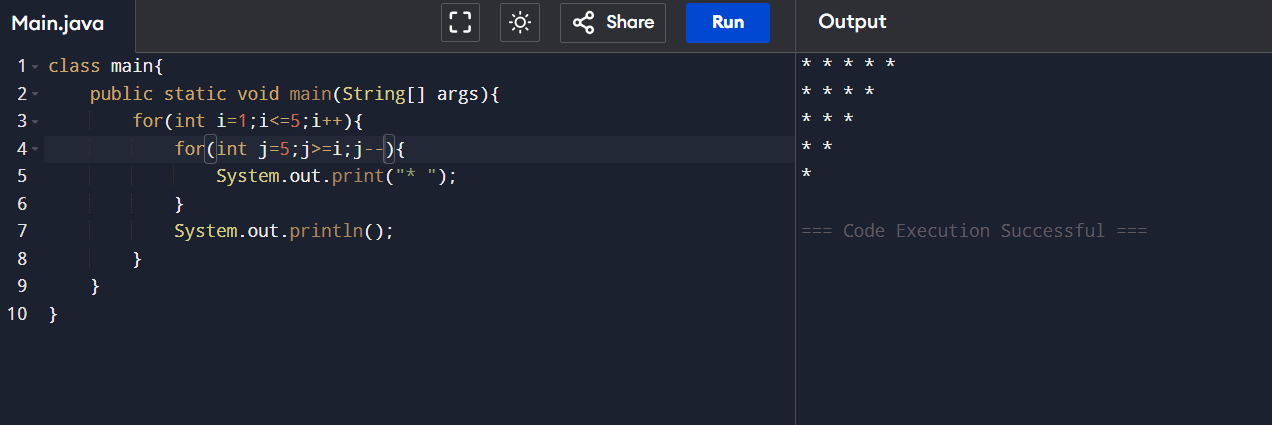 Main.java Share Run Output
1 class main{
2 public static void main(String[] args){
3 for(int i=1;i<=5;i++){
4 for(int j=5;j>=i;j--){
5 System.out.print("* ");
6 }
7 System.out.println();
8 }
9 }
10 }
* * * * *
* * * *
* * *
* *
*
=== Code Execution Successful ===